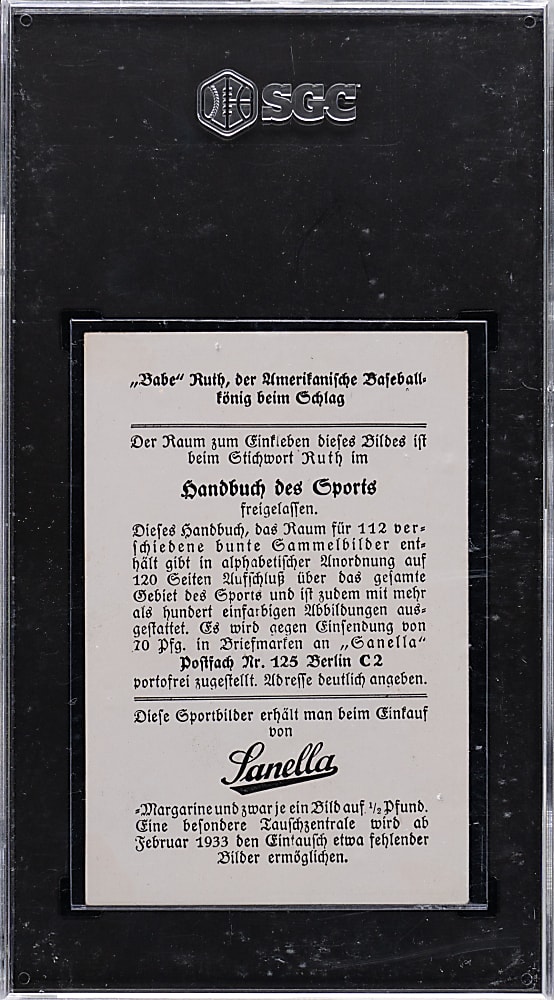 SGC
„Babe“ Ruth, der Amerikanische Baseball-
könig beim Schlag
Der Raum zum Einkleben dieses Bildes ist
beim Stichwort Ruth im
Handbuch des Sports
freigelassen.
Dieses Handbuch, das Raum für 112 ver-
schiedene bunte Sammelbilder ent-
hält gibt in alphabetischer Anordnung auf
120 Seiten Aufschluß über das gesamte
Gebiet des Sports und ist zudem mit mehr
als hundert einfarbigen Abbildungen aus-
gestattet. Es wird gegen Einsendung von
70 Pfg. in Briefmarken an „Sanella“
Postfach Nr. 125 Berlin C2
portofrei zugestellt. Adresse deutlich angeben.
Diese Sportbilder erhält man beim Einkauf
von
Sanella
-Margarine und zwar je ein Bild auf ½ Pfund.
Eine besondere Tauschzentrale wird ab
Februar 1933 den Eintausch etwa fehlender
Bilder ermöglichen.